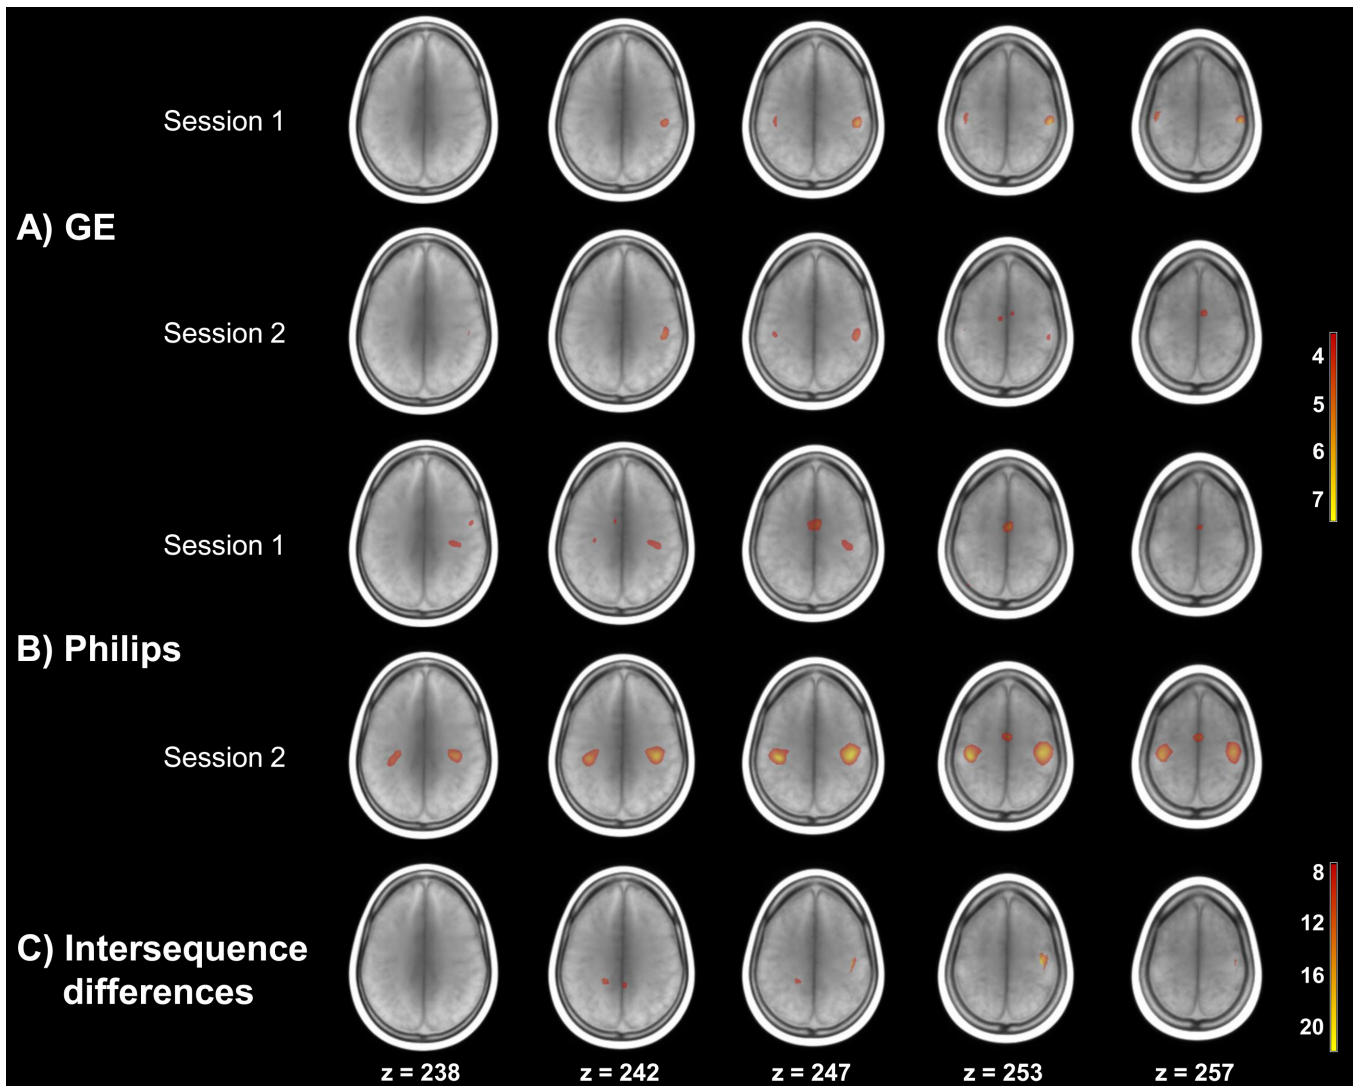 Session 1
A) GE
Session 2
4
5
6
7
Session 1
B) Philips
Session 2
8
12
16
20
C) Intersequence
differences
z = 238 z = 242 z = 247 z = 253 z = 257